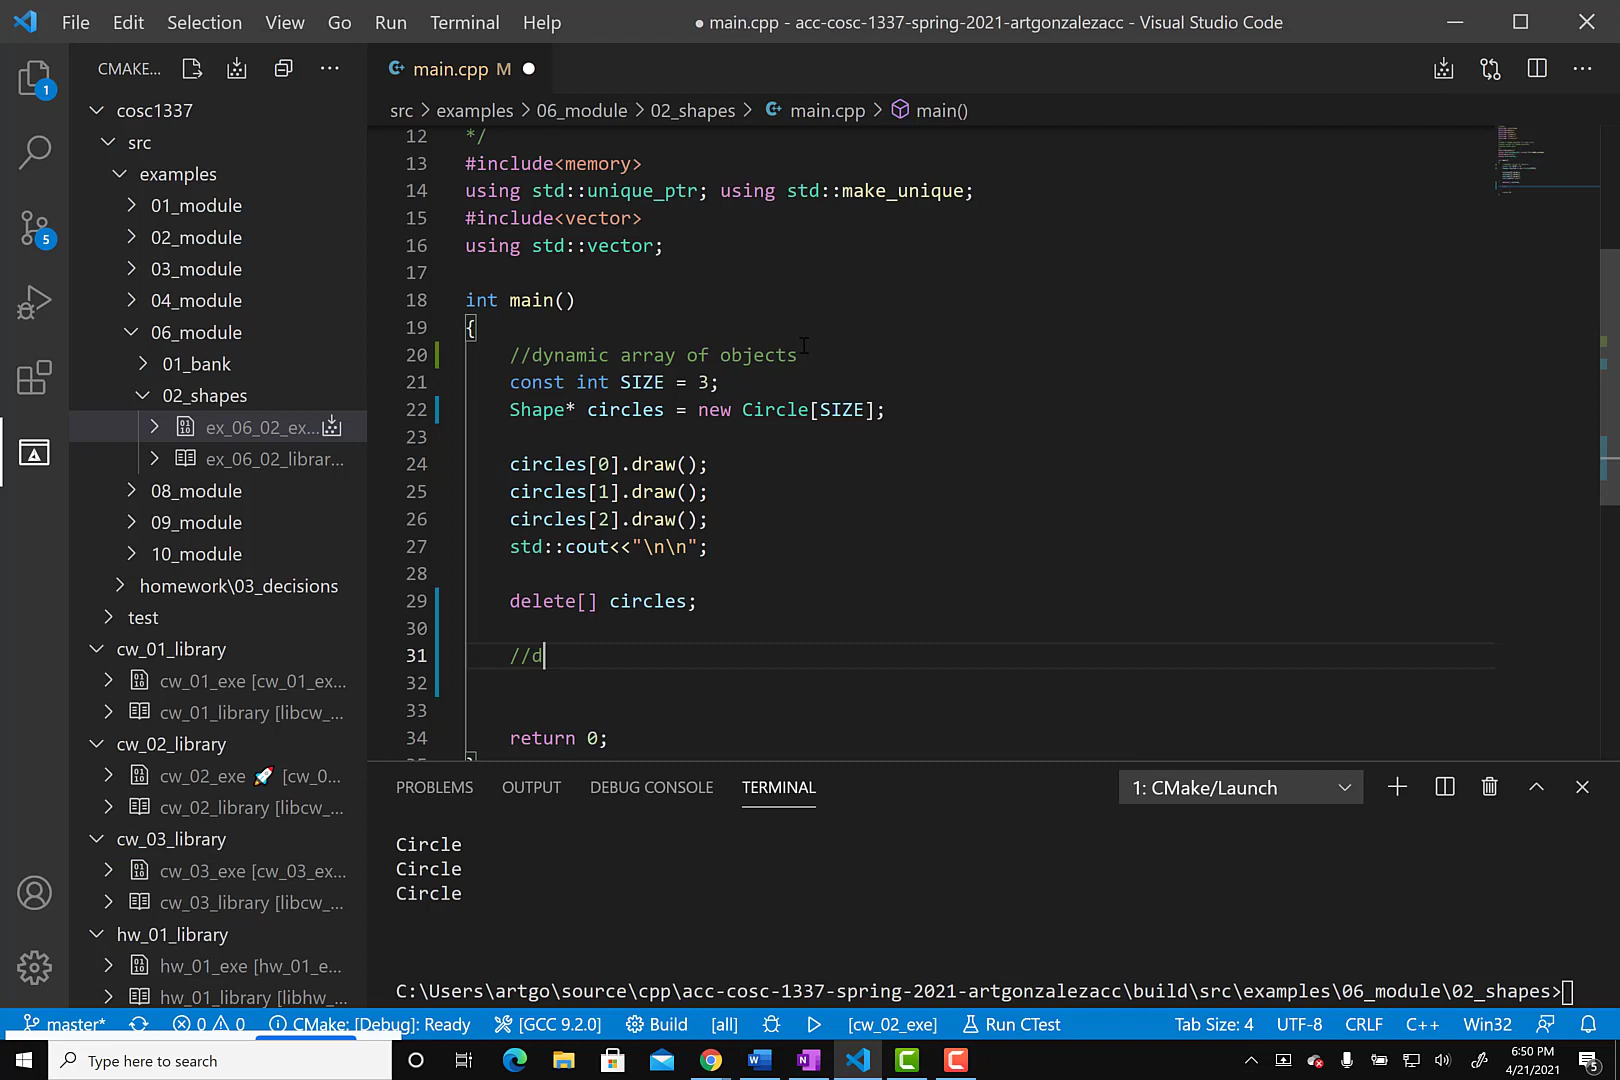 File Edit Selection View Go Run Terminal Help
● main.cpp - acc-cosc-1337-spring-2021-artgonzalezacc - Visual Studio Code
CMAKE...
main.cpp M
src > examples > 06_module > 02_shapes > main.cpp > main()
1
5
cosc1337
src
examples
01_module
02_module
03_module
04_module
06_module
01_bank
02_shapes
ex_06_02_ex...
ex_06_02_librar...
08_module
09_module
10_module
homework\03_decisions
test
cw_01_library
cw_01_exe [cw_01_ex...
cw_01_library [libcw_...
cw_02_library
cw_02_exe 🚀 [cw_0...
cw_02_library [libcw_...
cw_03_library
cw_03_exe [cw_03_ex...
cw_03_library [libcw_...
hw_01_library
hw_01_exe [hw_01_e...
hw_01_library [libhw_...
12 */
13 #include<memory>
14 using std::unique_ptr; using std::make_unique;
15 #include<vector>
16 using std::vector;
17
18 int main()
19 {
20 //dynamic array of objects
21 const int SIZE = 3;
22 Shape* circles = new Circle[SIZE];
23
24 circles[0].draw();
25 circles[1].draw();
26 circles[2].draw();
27 std::cout<<"\n\n";
28
29 delete[] circles;
30
31 //d
32
33
34 return 0;
35 }
PROBLEMS OUTPUT DEBUG CONSOLE TERMINAL
1: CMake/Launch
Circle
Circle
Circle
C:\Users\artgo\source\cpp\acc-cosc-1337-spring-2021-artgonzalezacc\build\src\examples\06_module\02_shapes>
master* 0 0 CMake: [Debug]: Ready [GCC 9.2.0] Build [all] [cw_02_exe] Run CTest
Tab Size: 4 UTF-8 CRLF C++ Win32
Type here to search
6:50 PM
4/21/2021
5